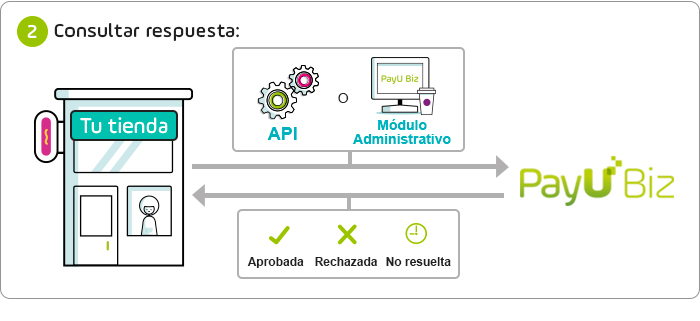 2 Consultar respuesta:
PayU Biz
API
O
Módulo
Administrativo
Tu tienda
PayU Biz
Aprobada
Rechazada
No resuelta